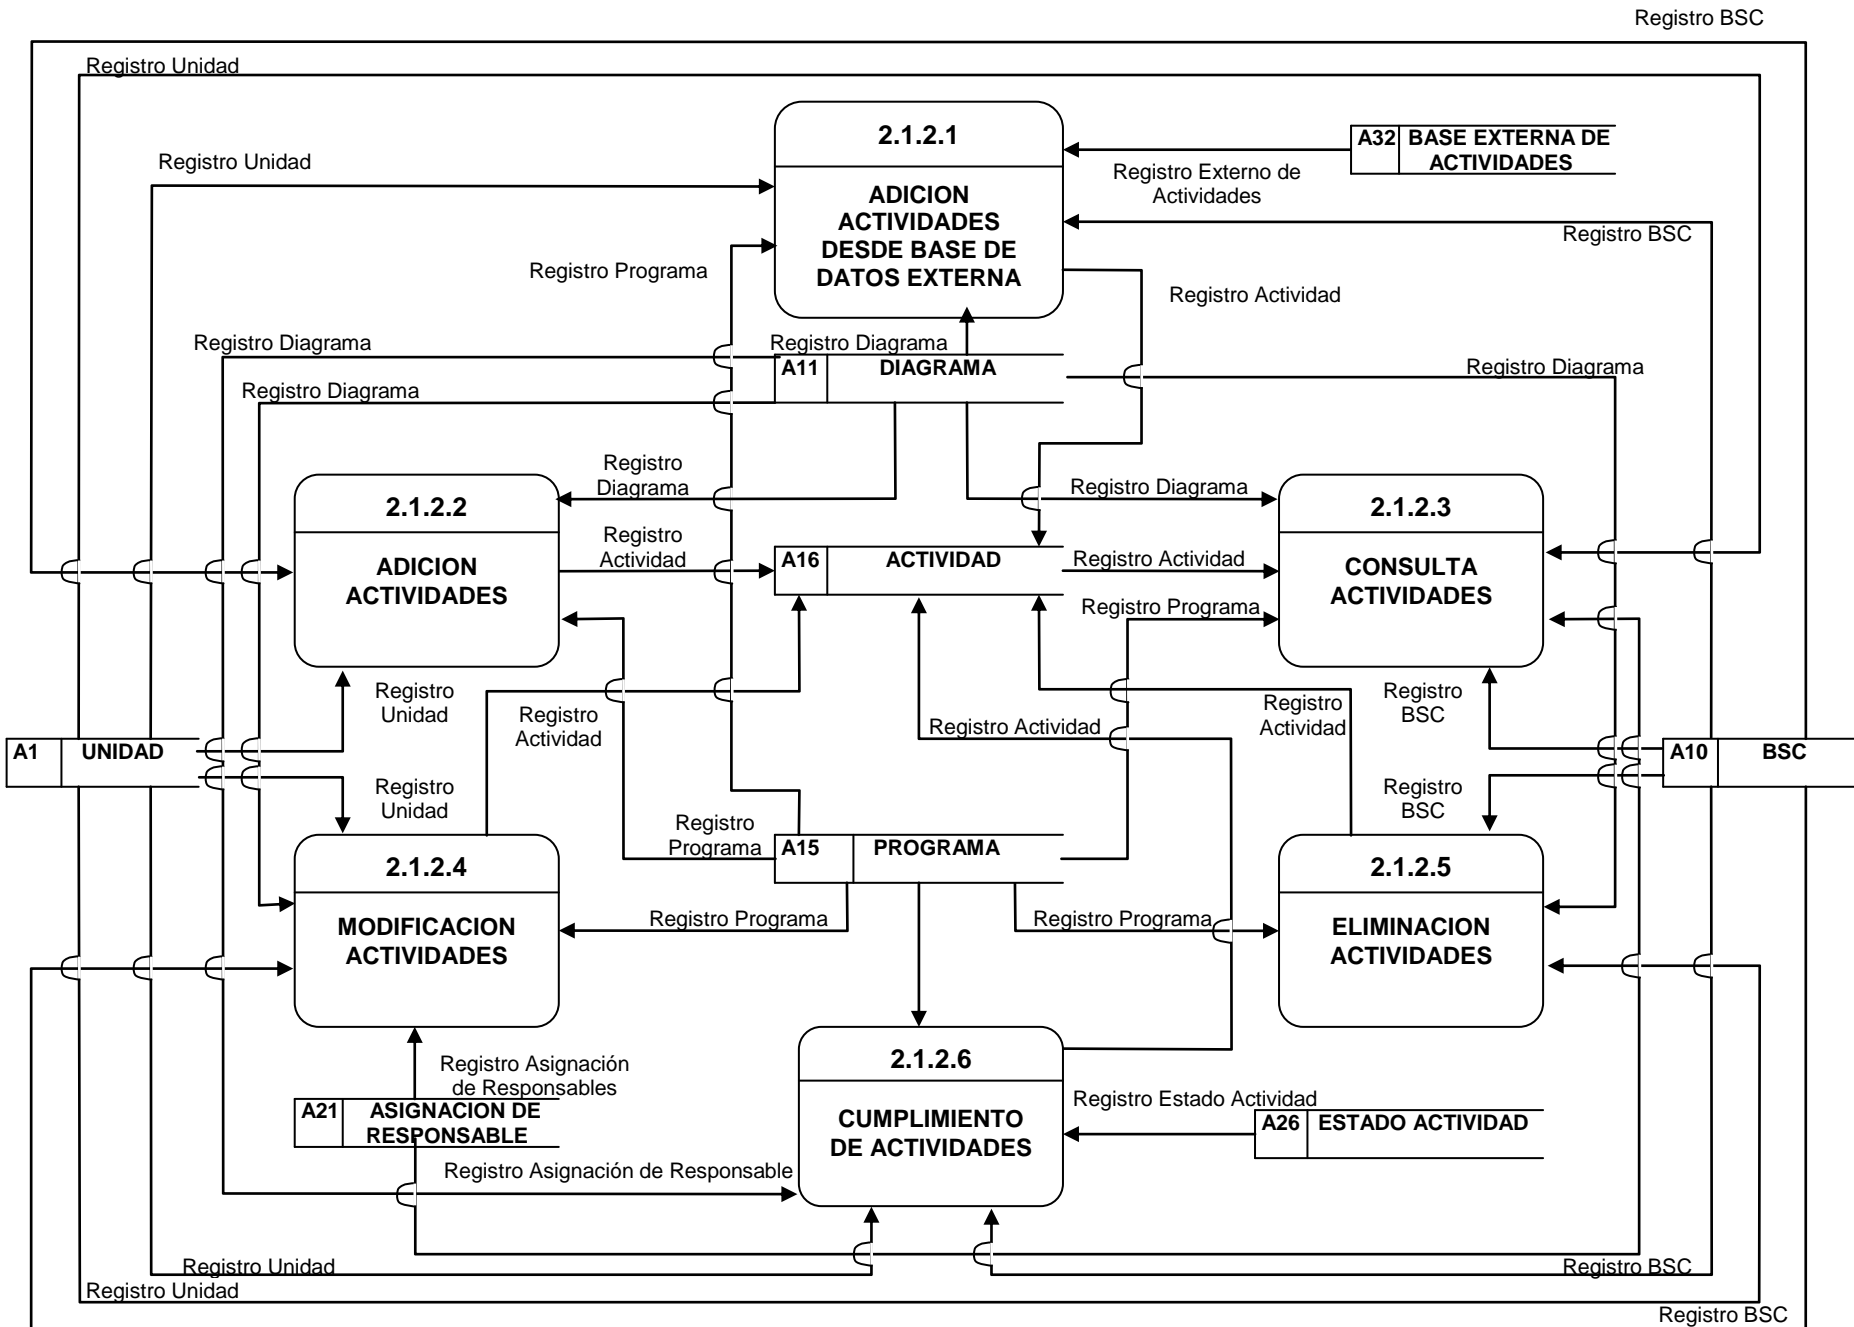 Registro BSC
Registro Unidad
2.1.2.1
A32 BASE EXTERNA DE
ACTIVIDADES
Registro Unidad
Registro Externo de
Actividades
ADICION
ACTIVIDADES
DESDE BASE DE
DATOS EXTERNA
Registro BSC
Registro Programa
Registro Actividad
Registro Diagrama
Registro Diagrama
A11 DIAGRAMA
Registro Diagrama
Registro Diagrama
Registro
Diagrama
Registro Diagrama
2.1.2.2
2.1.2.3
Registro
Actividad
A16 ACTIVIDAD
Registro Actividad
ADICION
ACTIVIDADES
CONSULTA
ACTIVIDADES
Registro Programa
Registro
Unidad
Registro
Actividad
Registro Actividad
Registro
Actividad
Registro
BSC
A1 UNIDAD
A10 BSC
Registro
Unidad
Registro
BSC
Registro
Programa
A15 PROGRAMA
2.1.2.4
2.1.2.5
Registro Programa
Registro Programa
MODIFICACION
ACTIVIDADES
ELIMINACION
ACTIVIDADES
Registro Asignación
de Responsables
2.1.2.6
Registro Estado Actividad
A21 ASIGNACION DE
RESPONSABLE
CUMPLIMIENTO
DE ACTIVIDADES
A26 ESTADO ACTIVIDAD
Registro Asignación de Responsable
Registro Unidad
Registro BSC
Registro Unidad
Registro BSC